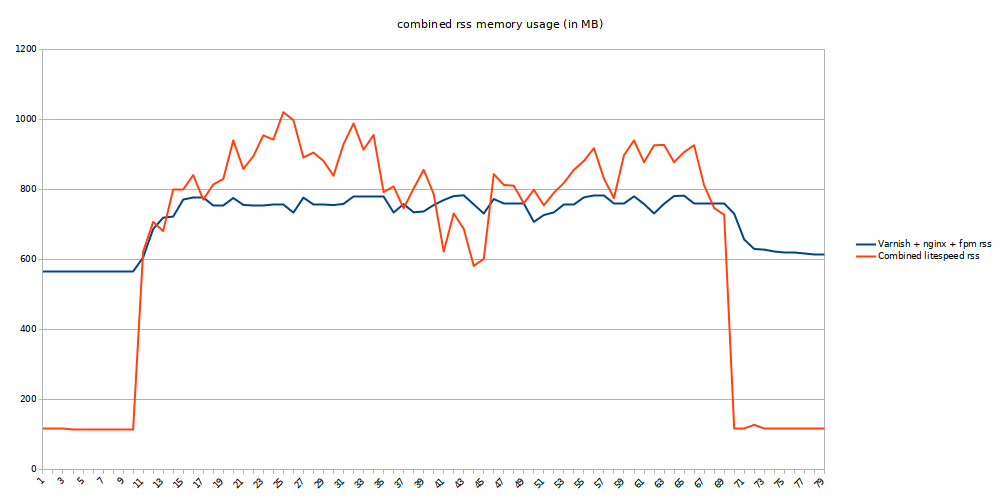 combined rss memory usage (in MB)
1200
1000
800
600
400
200
0
1 3 5 7 9 11 13 15 17 19 21 23 25 27 29 31 33 35 37 39 41 43 45 47 49 51 53 55 57 59 61 63 65 67 69 71 73 75 77 79
Varnish + nginx + fpm rss
Combined litespeed rss